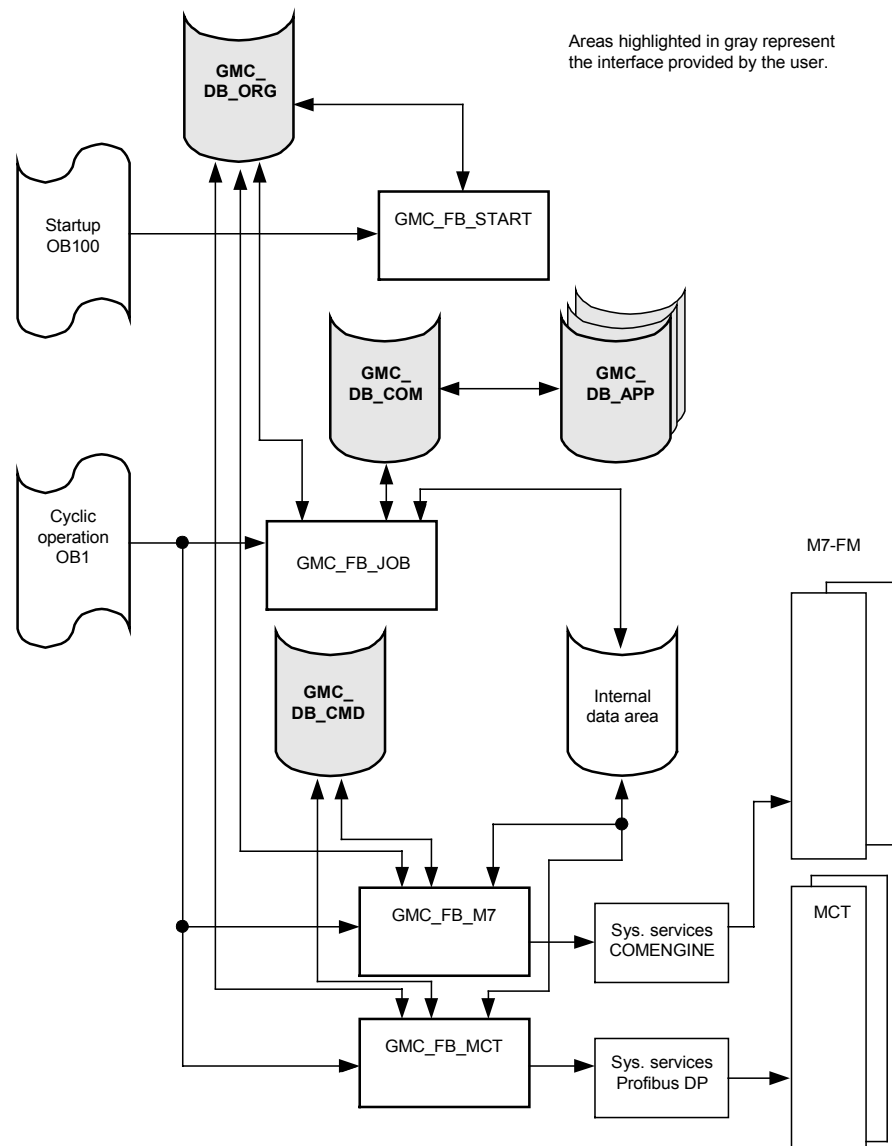 Areas highlighted in gray represent
the interface provided by the user.
GMC_
DB_ORG
Startup
OB100
GMC_FB_START
GMC_
DB_COM
GMC_
DB_APP
Cyclic
operation
OB1
GMC_FB_JOB
M7-FM
GMC_
DB_CMD
Internal
data area
GMC_FB_M7
Sys. services
COMENGINE
MCT
GMC_FB_MCT
Sys. services
Profibus DP